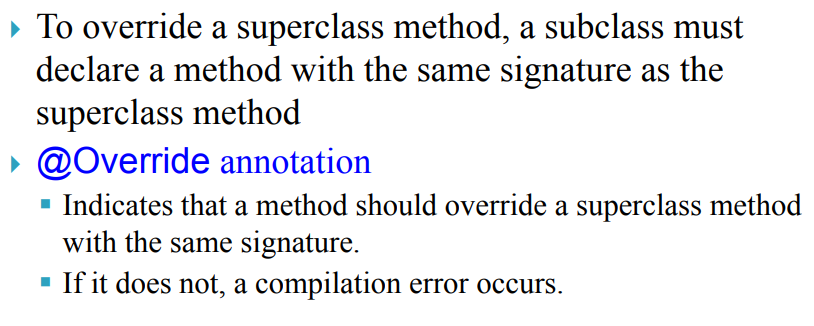 To override a superclass method, a subclass must
declare a method with the same signature as the
superclass method
@Override annotation
Indicates that a method should override a superclass method
with the same signature.
If it does not, a compilation error occurs.